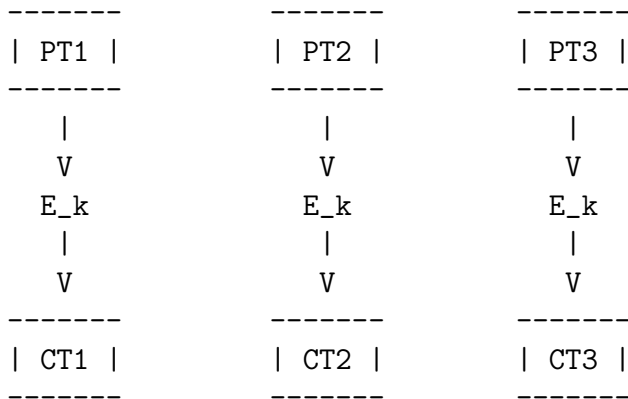 -------          -------          -------
| PT1 |          | PT2 |          | PT3 |
-------          -------          -------
   |                |                |
   V                V                V
  E_k              E_k              E_k
   |                |                |
   V                V                V
-------          -------          -------
| CT1 |          | CT2 |          | CT3 |
-------          -------          -------